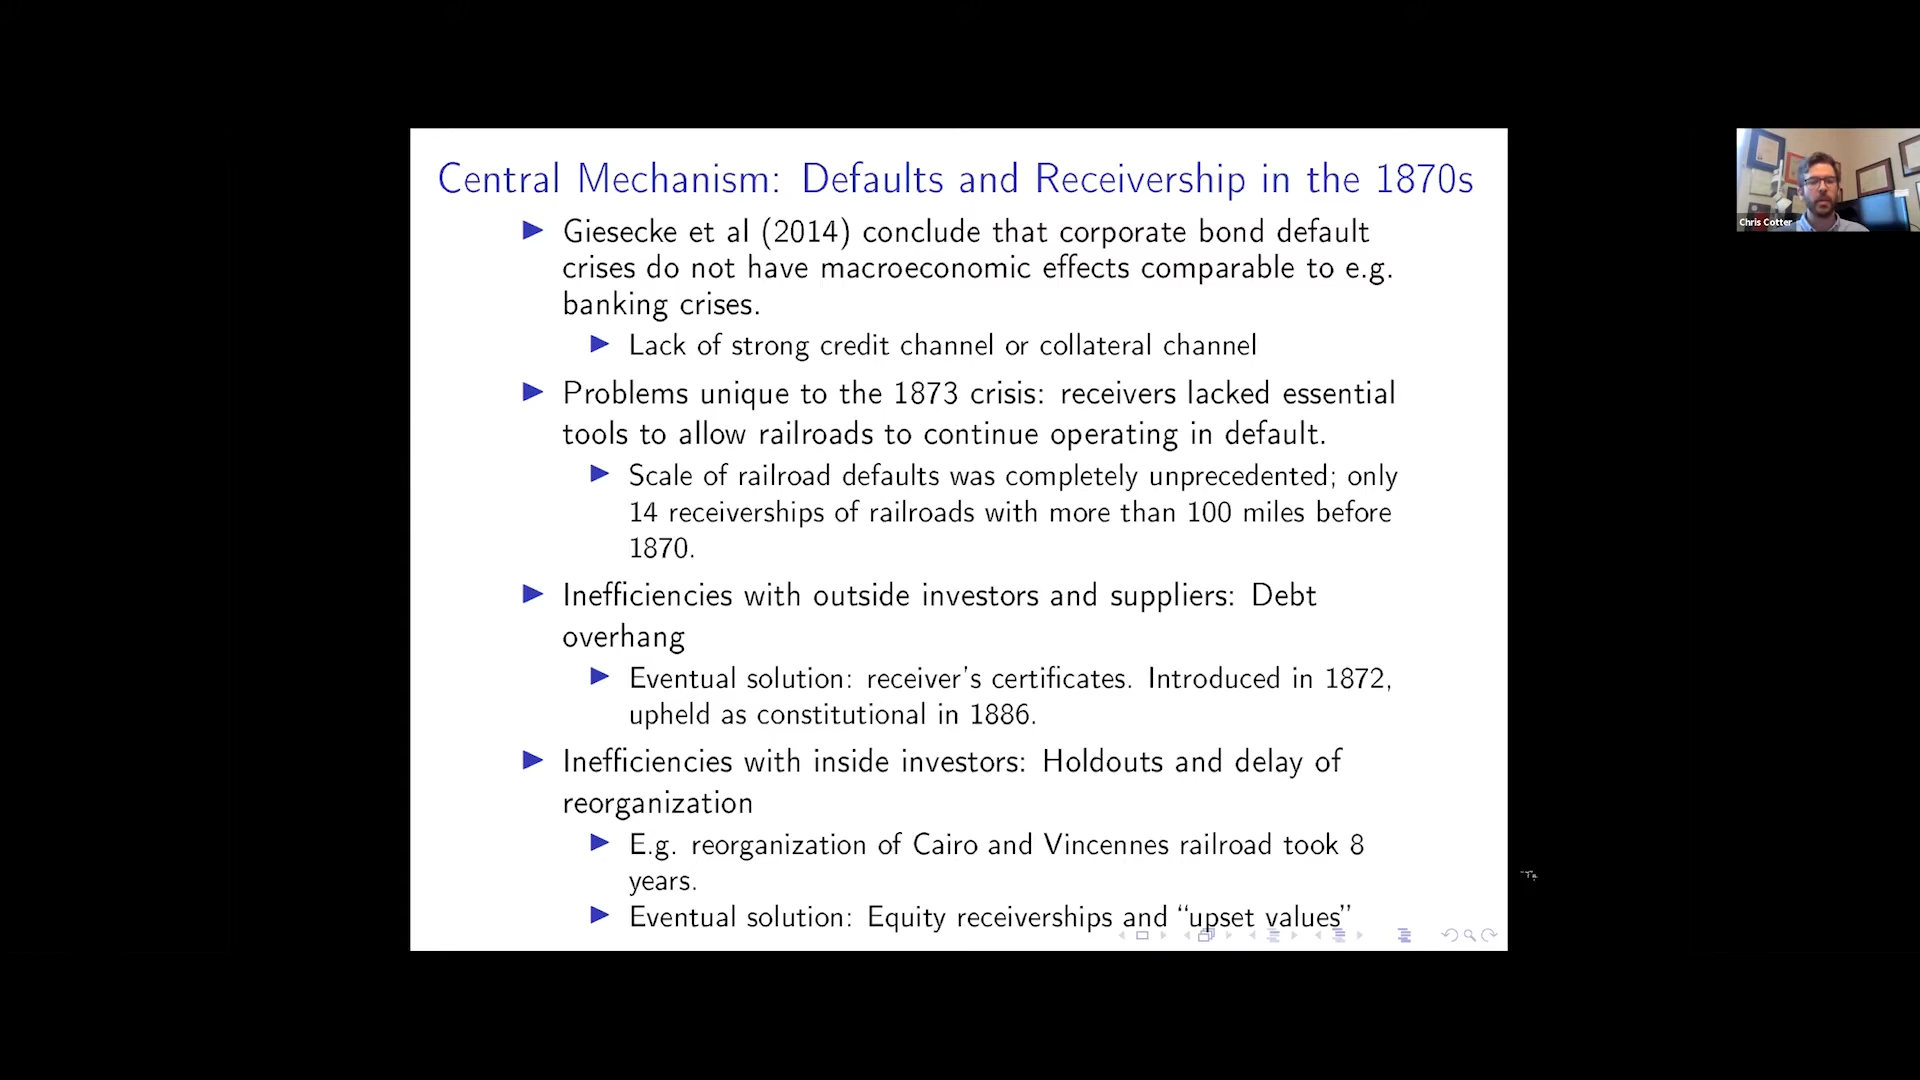 Central Mechanism: Defaults and Receivership in the 1870s
Giesecke et al (2014) conclude that corporate bond default
crises do not have macroeconomic effects comparable to e.g.
banking crises.
Lack of strong credit channel or collateral channel
Problems unique to the 1873 crisis: receivers lacked essential
tools to allow railroads to continue operating in default.
Scale of railroad defaults was completely unprecedented; only
14 receiverships of railroads with more than 100 miles before
1870.
Inefficiencies with outside investors and suppliers: Debt
overhang
Eventual solution: receiver's certificates. Introduced in 1872,
upheld as constitutional in 1886.
Inefficiencies with inside investors: Holdouts and delay of
reorganization
E.g. reorganization of Cairo and Vincennes railroad took 8
years.
Eventual solution: Equity receiverships and “upset values”
Chris Cotter